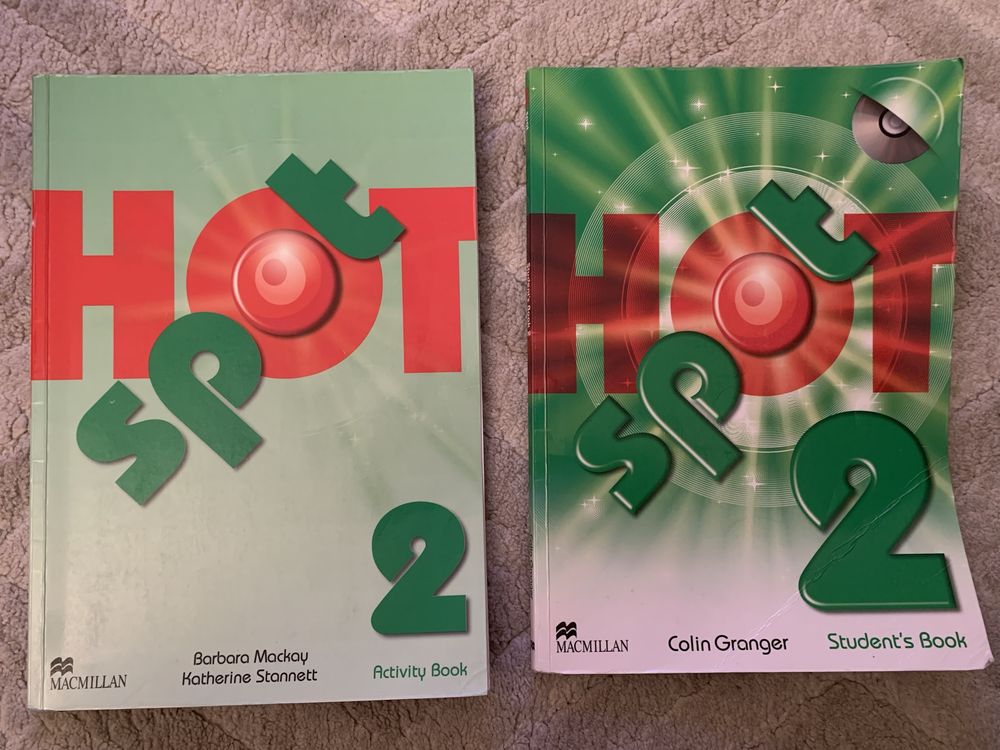 HOT
spot
2
Barbara Mackay
Katherine Stannett
Activity Book
MACMILLAN
HOT
spot
2
MACMILLAN
Colin Granger
Student's Book